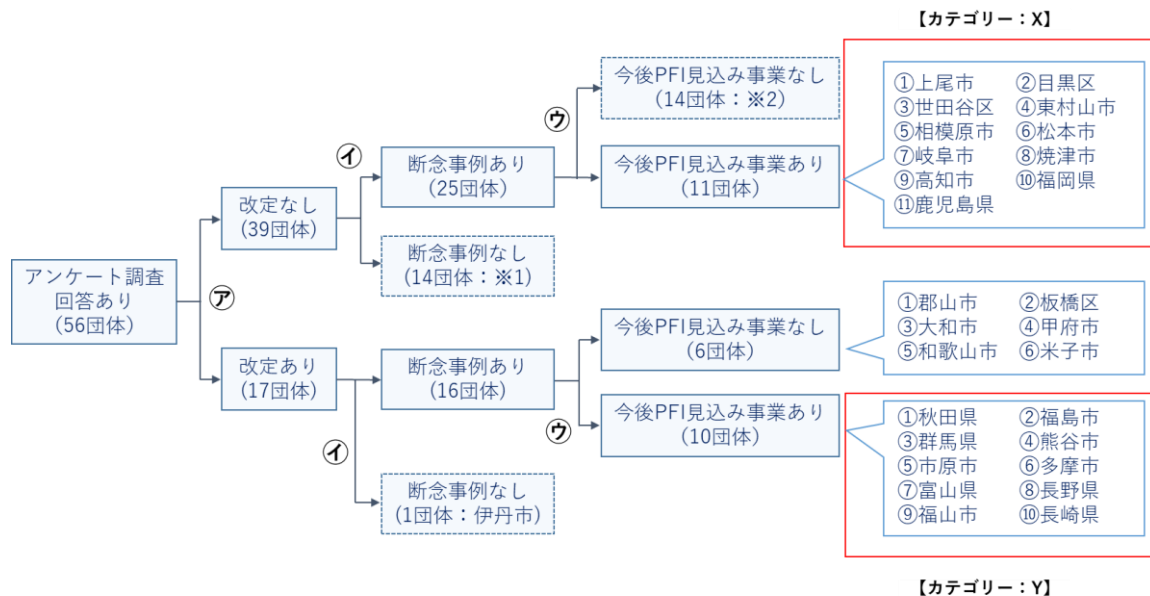 【カテゴリー：X】
今後PFI見込み事業なし
(14団体：※2)
①上尾市 ②目黒区
③世田谷区 ④東村山市
⑤相模原市 ⑥松本市
⑦岐阜市 ⑧焼津市
⑨高知市 ⑩福岡県
⑪鹿児島県
㋒
㋑
断念事例あり
(25団体)
今後PFI見込み事業あり
(11団体)
改定なし
(39団体)
断念事例なし
(14団体：※1)
アンケート調査
回答あり
(56団体)
㋐
①郡山市 ②板橋区
③大和市 ④甲府市
⑤和歌山市 ⑥米子市
今後PFI見込み事業なし
(6団体)
改定あり
(17団体)
断念事例あり
(16団体)
今後PFI見込み事業あり
(10団体)
㋒
㋑
①秋田県 ②福島市
③群馬県 ④熊谷市
⑤市原市 ⑥多摩市
⑦富山県 ⑧長野県
⑨福山市 ⑩長崎県
断念事例なし
(1団体：伊丹市)
【カテゴリー：Y】